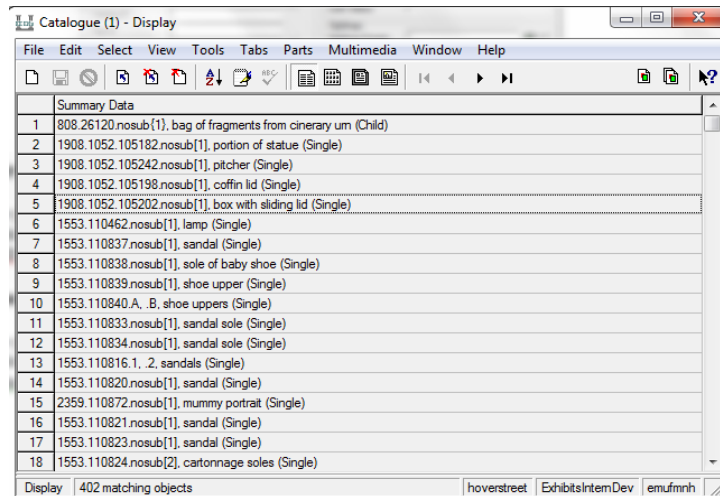 Catalogue (1) - Display
File Edit Select View Tools Tabs Parts Multimedia Window Help
Summary Data
1 808.26120.nosub{1}, bag of fragments from cinerary urn (Child)
2 1908.1052.105182.nosub[1], portion of statue (Single)
3 1908.1052.105242.nosub[1], pitcher (Single)
4 1908.1052.105198.nosub[1], coffin lid (Single)
5 1908.1052.105202.nosub[1], box with sliding lid (Single)
6 1553.110462.nosub[1], lamp (Single)
7 1553.110837.nosub[1], sandal (Single)
8 1553.110838.nosub[1], sole of baby shoe (Single)
9 1553.110839.nosub[1], shoe upper (Single)
10 1553.110840.A, .B, shoe uppers (Single)
11 1553.110833.nosub[1], sandal sole (Single)
12 1553.110834.nosub[1], sandal sole (Single)
13 1553.110816.1, .2, sandals (Single)
14 1553.110820.nosub[1], sandal (Single)
15 2359.110872.nosub[1], mummy portrait (Single)
16 1553.110821.nosub[1], sandal (Single)
17 1553.110823.nosub[1], sandal (Single)
18 1553.110824.nosub[2], cartonnage soles (Single)
Display 402 matching objects hoverstreet ExhibitsInternDev emufmnh